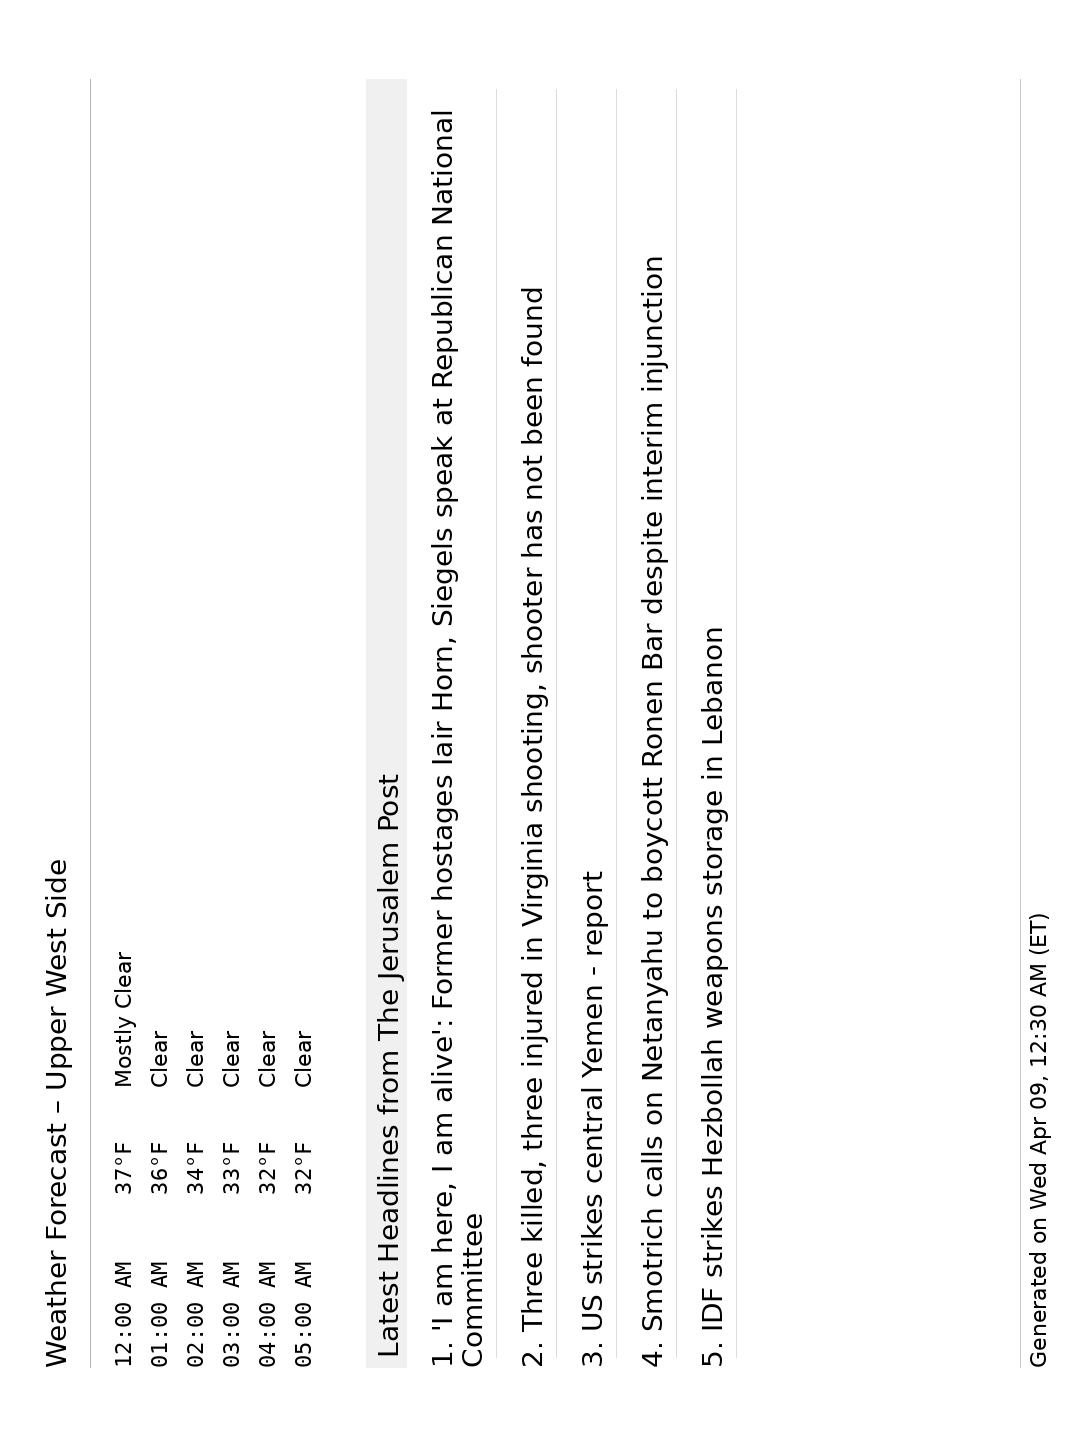 Weather Forecast – Upper West Side
12:00 AM 37°F Mostly Clear
01:00 AM 36°F Clear
02:00 AM 34°F Clear
03:00 AM 33°F Clear
04:00 AM 32°F Clear
05:00 AM 32°F Clear
Latest Headlines from The Jerusalem Post
1. 'I am here, I am alive': Former hostages Iair Horn, Siegels speak at Republican National
Committee
2. Three killed, three injured in Virginia shooting, shooter has not been found
3. US strikes central Yemen - report
4. Smotrich calls on Netanyahu to boycott Ronen Bar despite interim injunction
5. IDF strikes Hezbollah weapons storage in Lebanon
Generated on Wed Apr 09, 12:30 AM (ET)